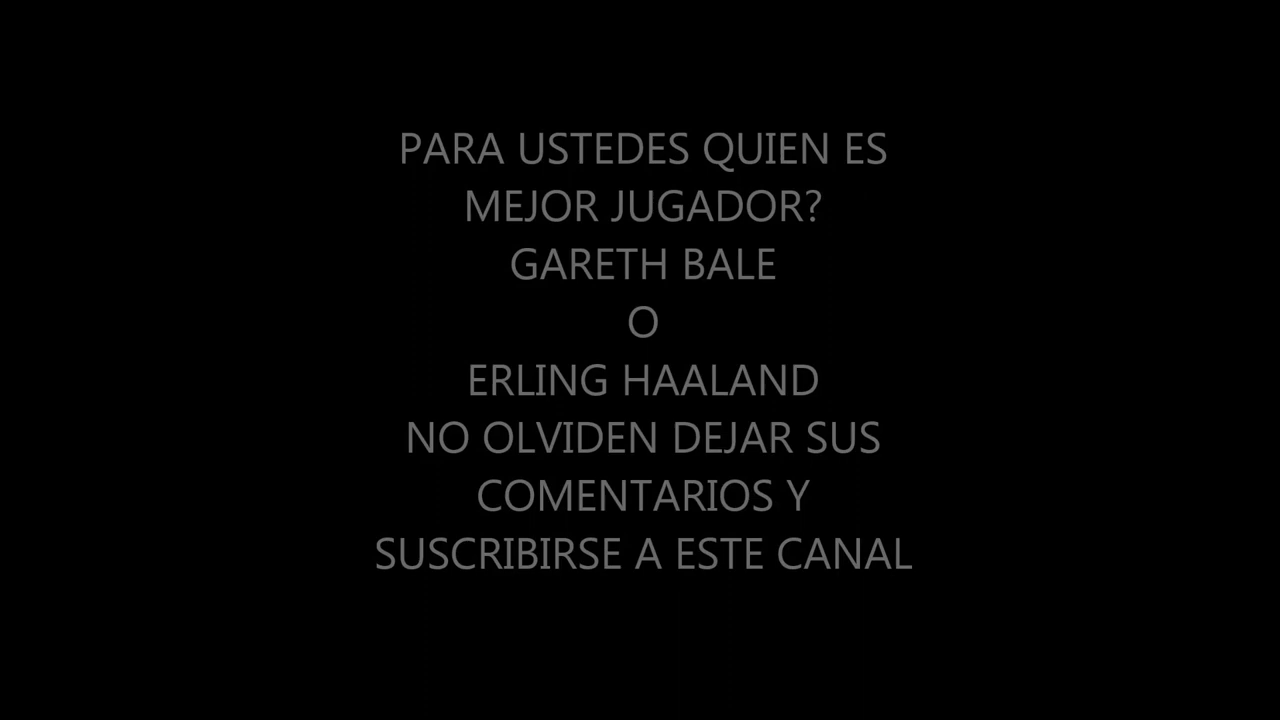 PARA USTEDES QUIEN ES
MEJOR JUGADOR?
GARETH BALE
O
ERLING HAALAND
NO OLVIDEN DEJAR SUS
COMENTARIOS Y
SUSCRIBIRSE A ESTE CANAL